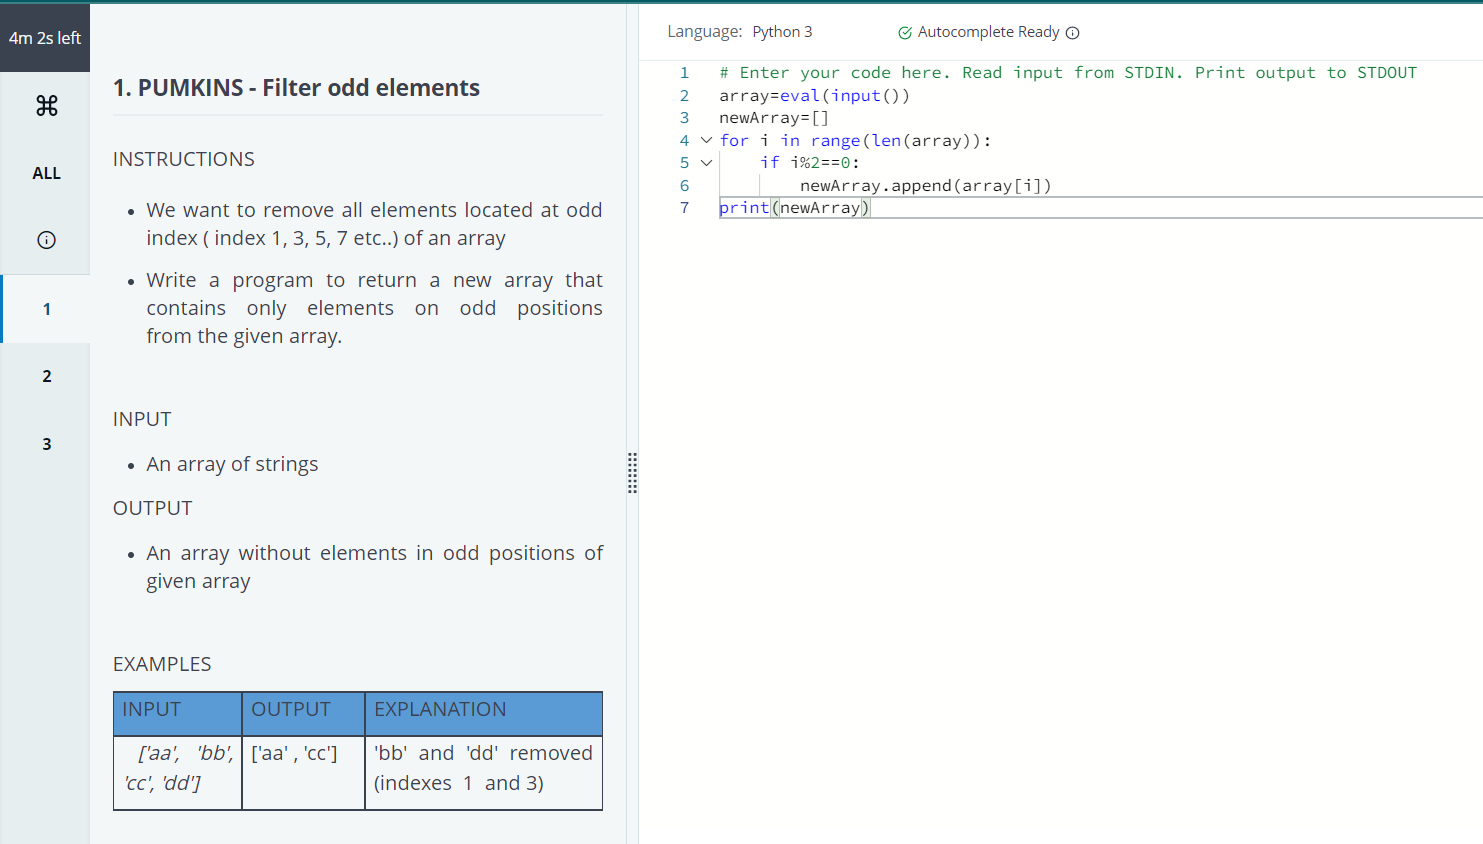 4m 2s left
ALL
1
2
3
1. PUMKINS - Filter odd elements
INSTRUCTIONS
• We want to remove all elements located at odd
index ( index 1, 3, 5, 7 etc..) of an array
• Write a program to return a new array that
contains only elements on odd positions
from the given array.
INPUT
• An array of strings
OUTPUT
• An array without elements in odd positions of
given array
EXAMPLES
INPUT OUTPUT EXPLANATION
['aa', 'bb', ['aa' , 'cc'] 'bb' and 'dd' removed
'cc', 'dd'] (indexes 1 and 3)
Language: Python 3 Autocomplete Ready
1 # Enter your code here. Read input from STDIN. Print output to STDOUT
2 array=eval(input())
3 newArray=[]
4 for i in range(len(array)):
5 if i%2==0:
6 newArray.append(array[i])
7 print(newArray)